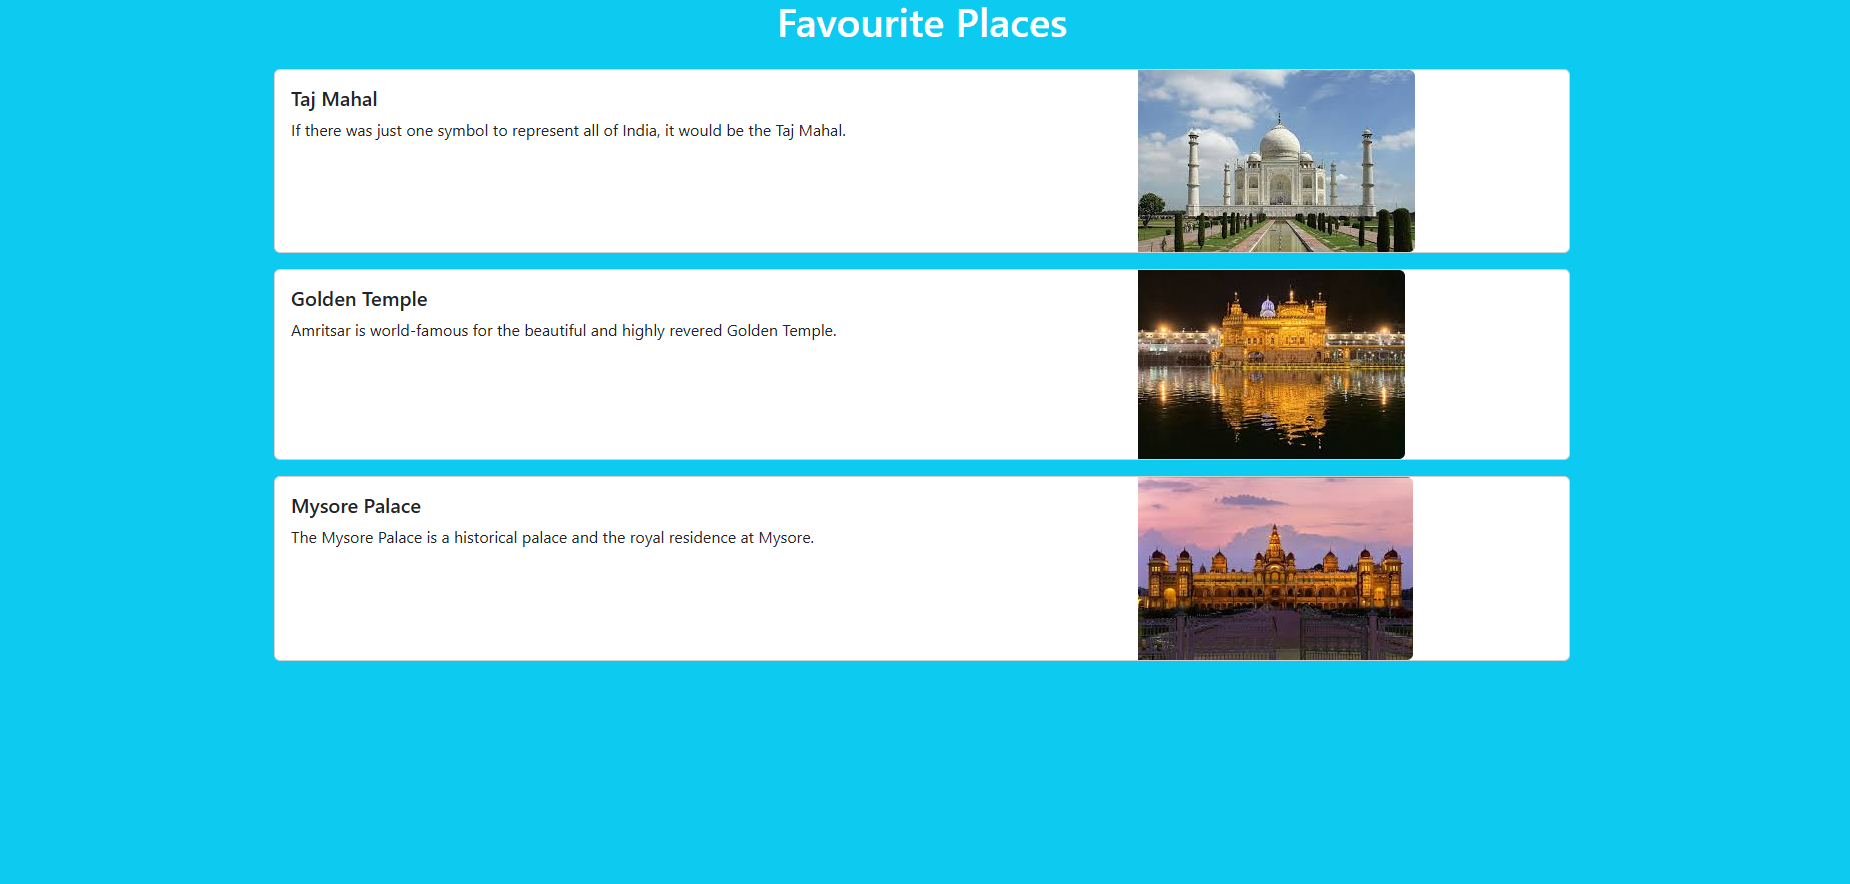 Favourite Places
Taj Mahal
If there was just one symbol to represent all of India, it would be the Taj Mahal.
Golden Temple
Amritsar is world-famous for the beautiful and highly revered Golden Temple.
Mysore Palace
The Mysore Palace is a historical palace and the royal residence at Mysore.